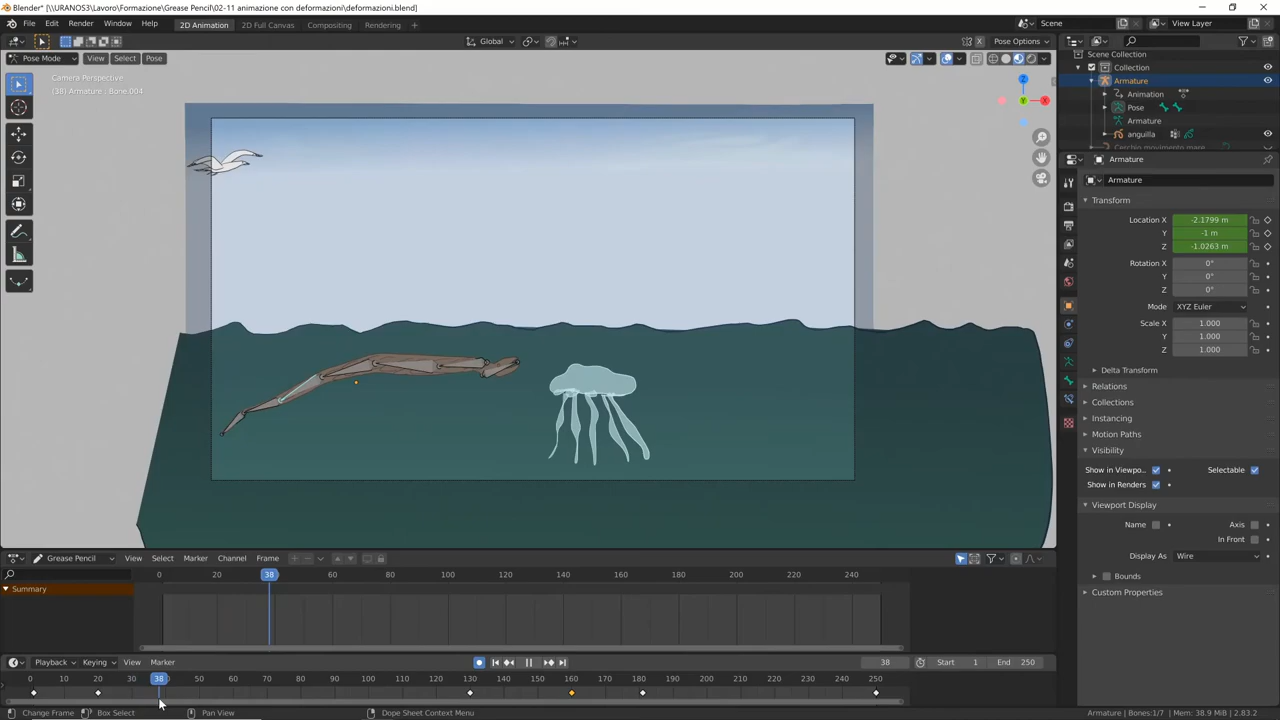 Blender* [\\URANOS3\Lavoro\Formazione\Grease Pencil\02-11 animazione con deformazioni\deformazioni.blend]
File Edit Render Window Help 2D Animation 2D Full Canvas Compositing Rendering + Scene View Layer
Global Pose Options
Pose Mode View Select Pose
Camera Perspective
(38) Armature : Bone.004
Z
Y
X
Scene Collection
Collection
Armature
Animation
Pose
Armature
anguilla
Cerchio movimento mare
Armature
Armature
Transform
Location X -2.1799 m
Y -1 m
Z -1.0263 m
Rotation X 0°
Y 0°
Z 0°
Mode XYZ Euler
Scale X 1.000
Y 1.000
Z 1.000
Delta Transform
Relations
Collections
Instancing
Motion Paths
Visibility
Show in Viewpo.. Selectable
Show in Renders
Viewport Display
Name Axis
In Front
Display As Wire
Bounds
Custom Properties
Grease Pencil View Select Marker Channel Frame
0 20 38 60 80 100 120 140 160 180 200 220 240
Summary
Playback Keying View Marker 38 Start 1 End 250
0 10 20 30 38 50 60 70 80 90 100 110 120 130 140 150 160 170 180 190 200 210 220 230 240 250
Change Frame Box Select Pan View Dope Sheet Context Menu Armature | Bones:1/7 | Mem: 38.9 MiB | 2.83.2